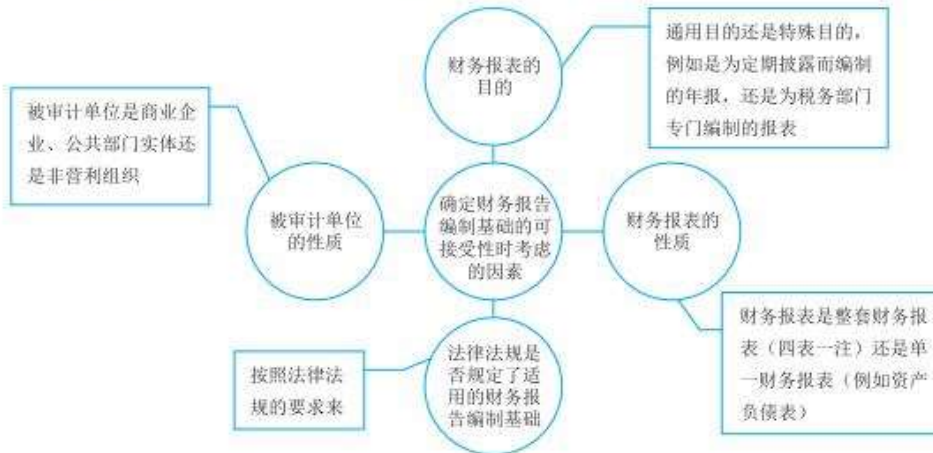 财务报表的
目的
通用目的还是特殊目的，
例如是为定期披露而编制
的年报，还是为税务部门
专门编制的报表
被审计单位是商业企
业、公共部门实体还
是非营利组织
被审计单位
的性质
确定财务报告
编制基础的可
接受性时考虑
的因素
财务报表的
性质
财务报表是整套财务报
表（四表一注）还是单
一财务报表（例如资产
负债表）
按照法律法
规的要求来
法律法规是
否规定了适
用的财务报
告编制基础